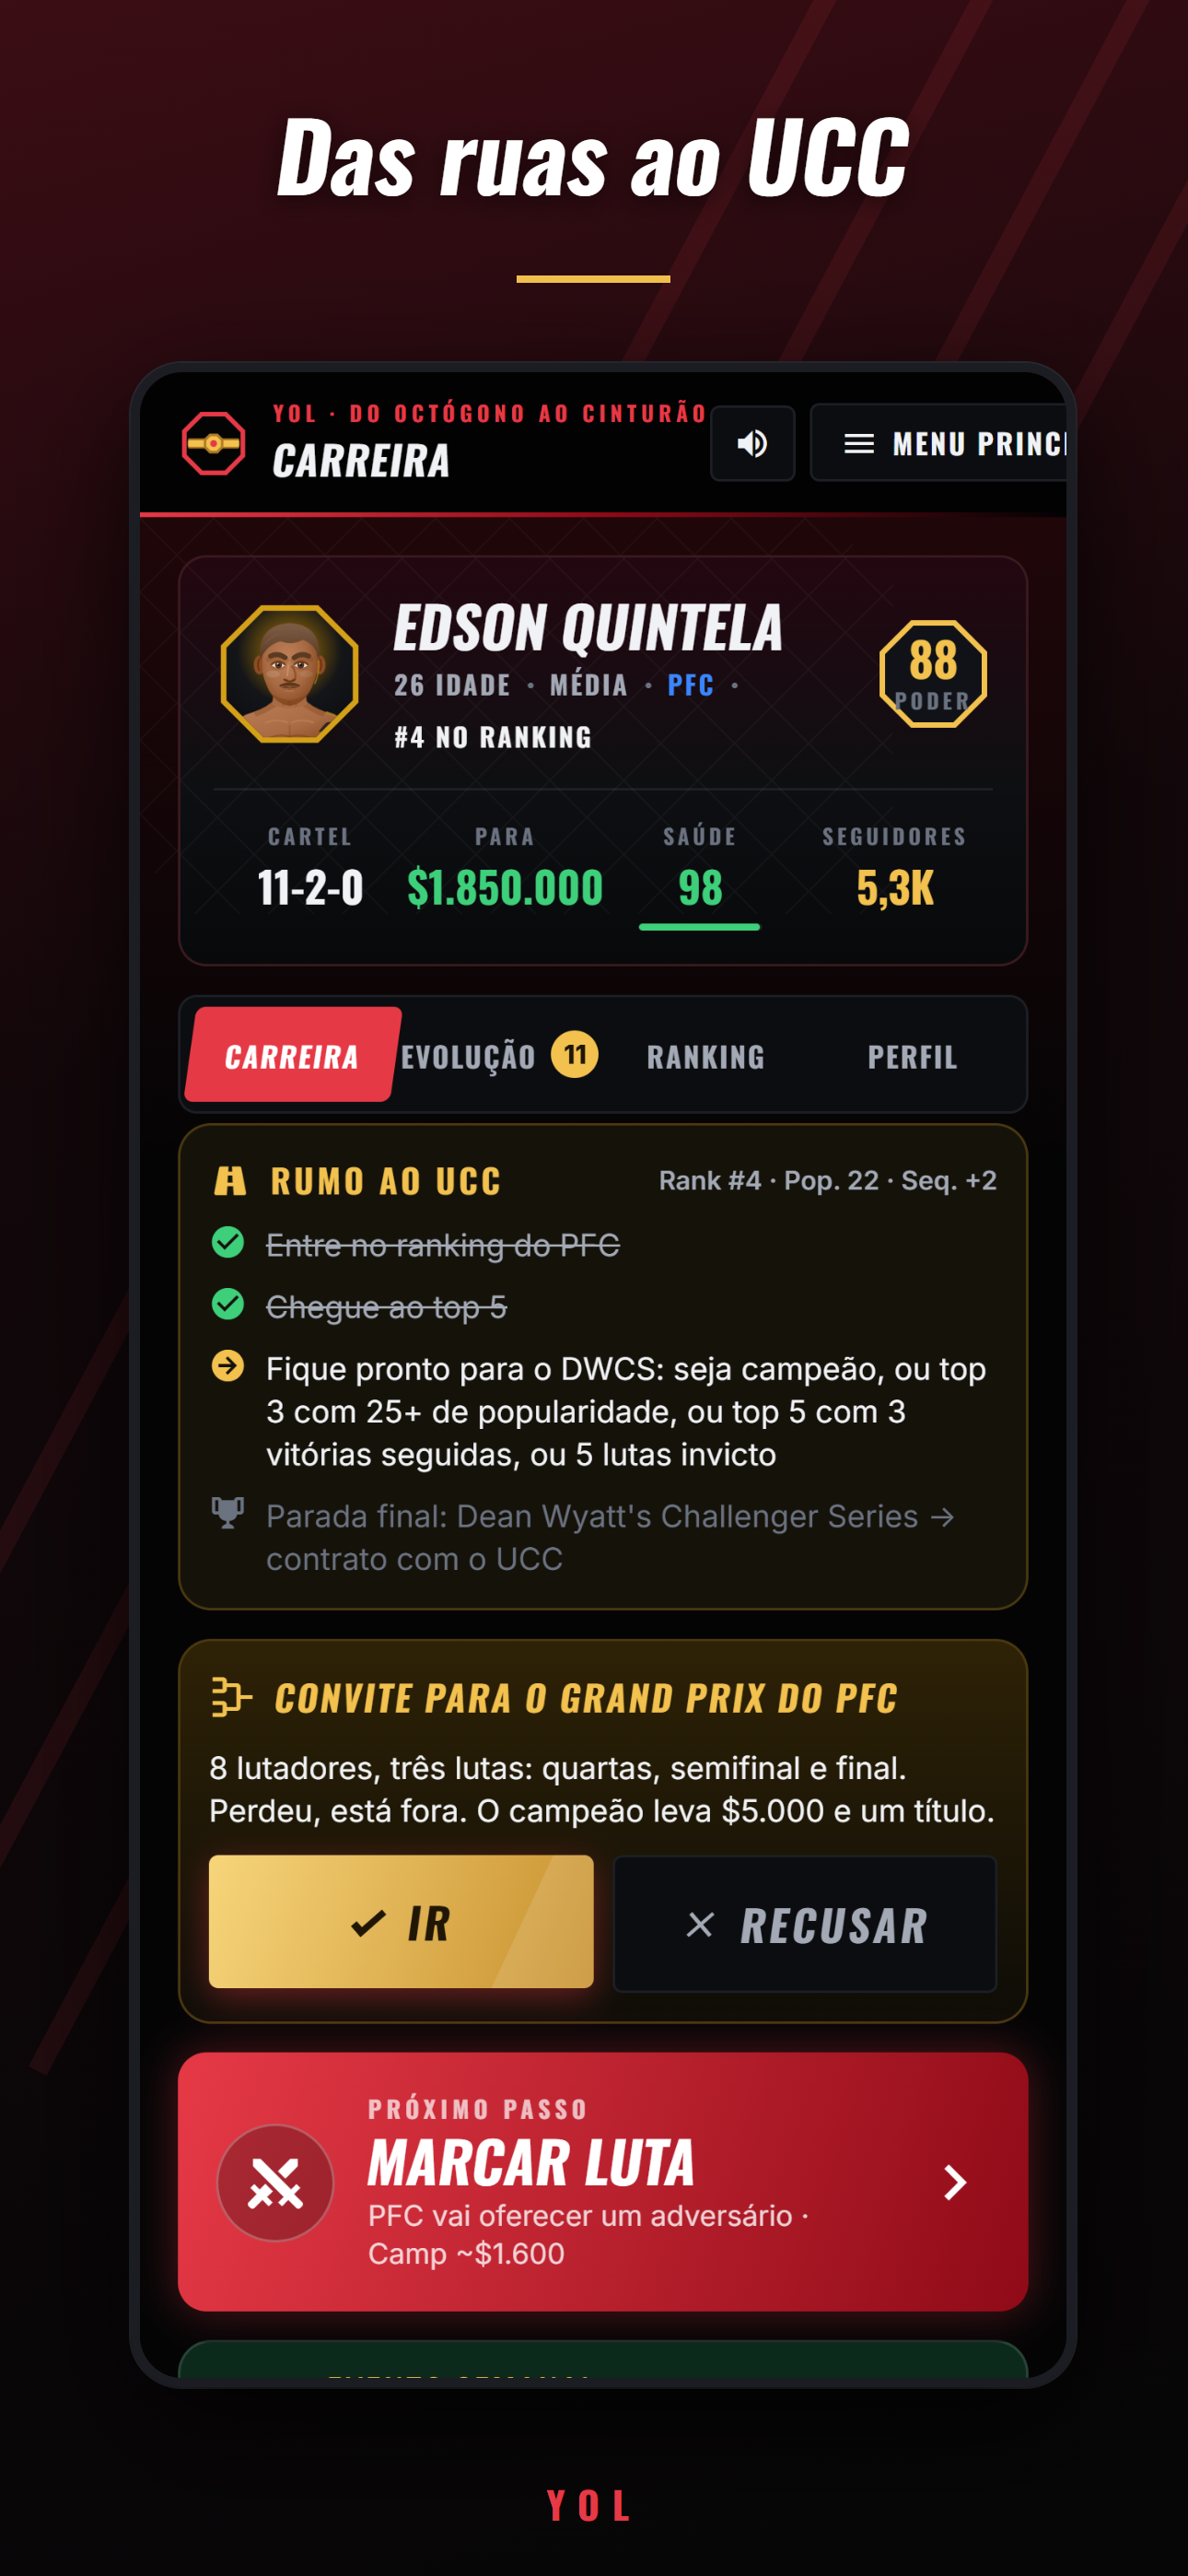 Das ruas ao UCC
YOL · DO OCTÓGONO AO CINTURÃO
CARREIRA
MENU
EDSON QUINTELA
26 IDADE · MÉDIA · PFC ·
#4 NO RANKING
88
PODER
CARTEL
11-2-0
PARA
$1.850.000
SAÚDE
98
SEGUIDORES
5,3K
CARREIRA
EVOLUÇÃO 11
RANKING
PERFIL
RUMO AO UCC
Rank #4 · Pop. 22 · Seq. +2
Entre no ranking do PFC
Chegue ao top 5
Fique pronto para o DWCS: seja campeão, ou top
3 com 25+ de popularidade, ou top 5 com 3
vitórias seguidas, ou 5 lutas invicto
Parada final: Dean Wyatt's Challenger Series →
contrato com o UCC
CONVITE PARA O GRAND PRIX DO PFC
8 lutadores, três lutas: quartas, semifinal e final.
Perdeu, está fora. O campeão leva $5.000 e um título.
IR
RECUSAR
PRÓXIMO PASSO
MARCAR LUTA
PFC vai oferecer um adversário ·
Camp ~$1.600
YOL